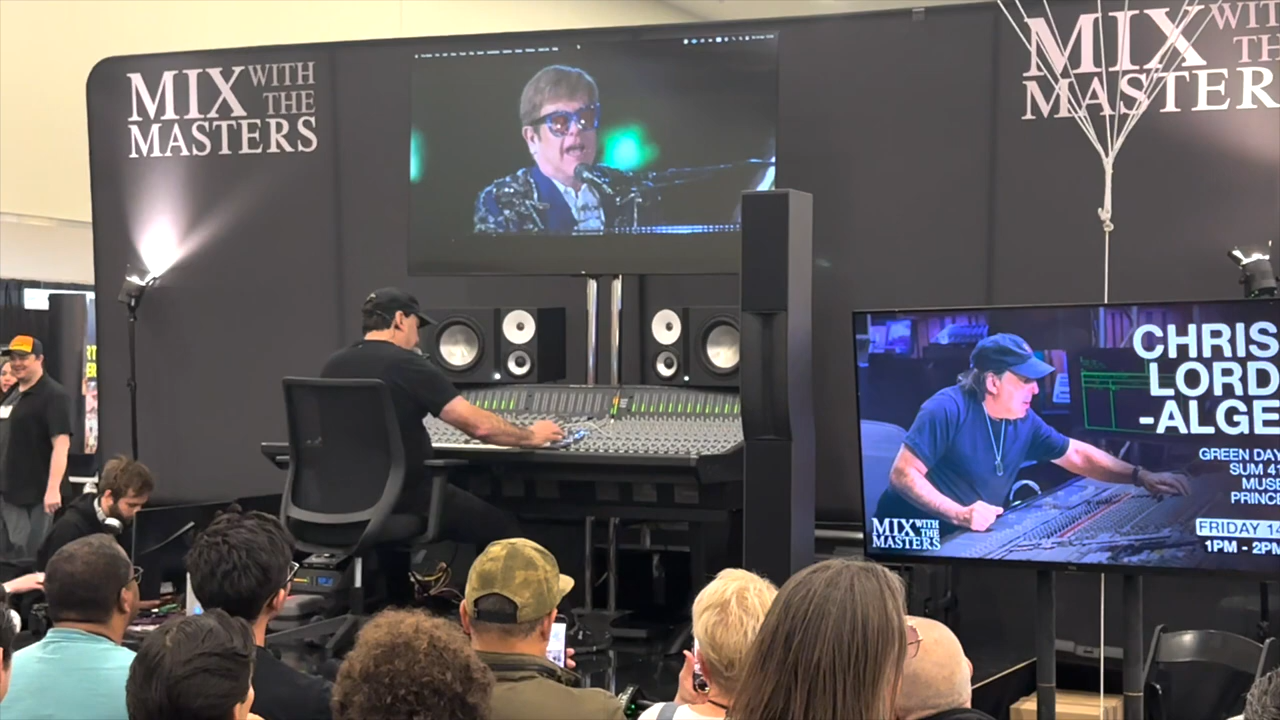 MIX WITH
THE
MASTERS
MIX WITH
THE
MASTERS
CHRIS
LORD
-ALGE
GREEN DAY
SUM 41
MUSE
PRINC
FRIDAY 14
1PM - 2PM
MIX WITH
THE
MASTERS